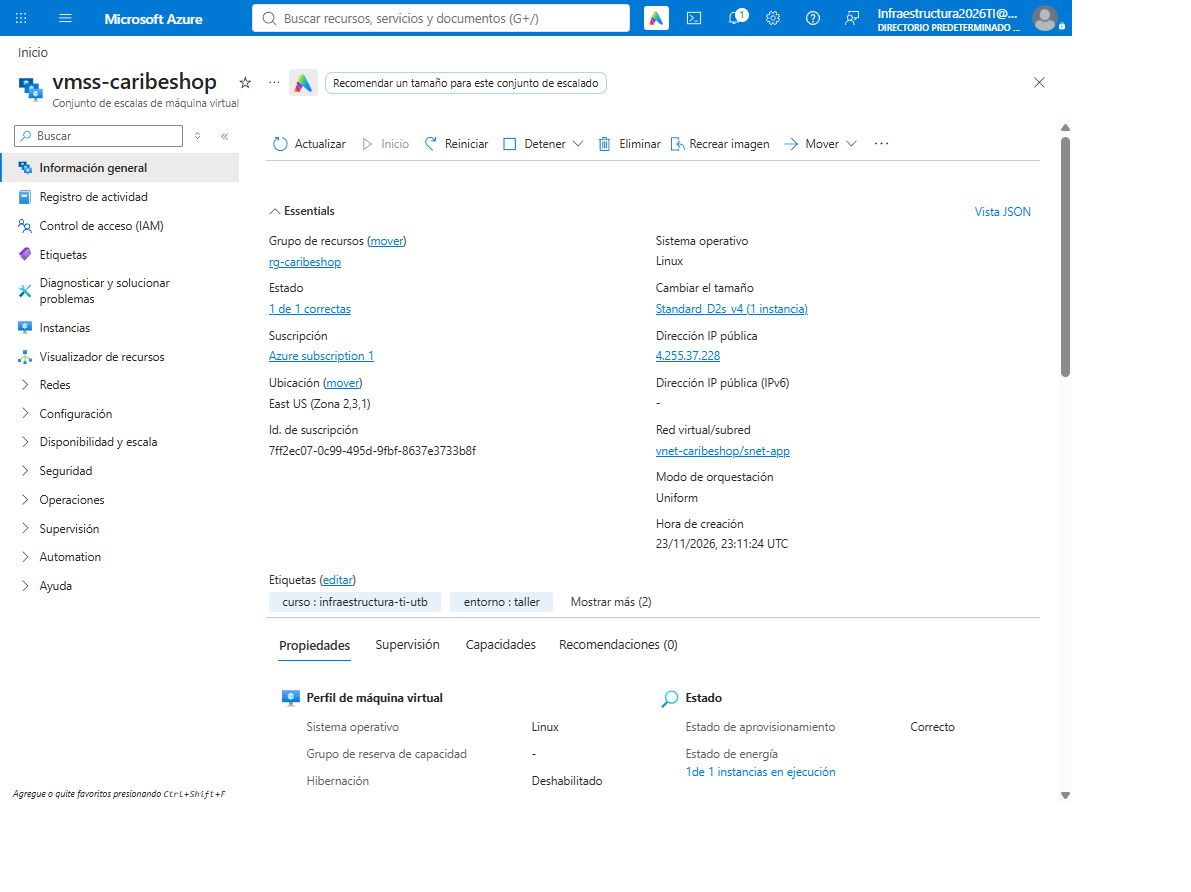 Microsoft Azure
Buscar recursos, servicios y documentos (G+/)
1
Infraestructura2026TI@...
DIRECTORIO PREDETERMINADO ...
Inicio
vmss-caribeshop
Conjunto de escalas de máquina virtual
Recomendar un tamaño para este conjunto de escalado
Buscar
Información general
Registro de actividad
Control de acceso (IAM)
Etiquetas
Diagnosticar y solucionar
problemas
Instancias
Visualizador de recursos
Redes
Configuración
Disponibilidad y escala
Seguridad
Operaciones
Supervisión
Automation
Ayuda
Agregue o quite favoritos presionando Ctrl+Shift+F
Actualizar Inicio Reiniciar Detener Eliminar Recrear imagen Mover ...
Essentials
Vista JSON
Grupo de recursos (mover)
rg-caribeshop
Estado
1 de 1 correctas
Suscripción
Azure subscription 1
Ubicación (mover)
East US (Zona 2,3,1)
Id. de suscripción
7ff2ec07-0c99-495d-9fbf-8637e3733b8f
Sistema operativo
Linux
Cambiar el tamaño
Standard_D2s_v4 (1 instancia)
Dirección IP pública
4.255.37.228
Dirección IP pública (IPv6)
-
Red virtual/subred
vnet-caribeshop/snet-app
Modo de orquestación
Uniform
Hora de creación
23/11/2026, 23:11:24 UTC
Etiquetas (editar)
curso : infraestructura-ti-utb entorno : taller Mostrar más (2)
Propiedades Supervisión Capacidades Recomendaciones (0)
Perfil de máquina virtual
Sistema operativo Linux
Grupo de reserva de capacidad -
Hibernación Deshabilitado
Estado
Estado de aprovisionamiento Correcto
Estado de energía
1de 1 instancias en ejecución